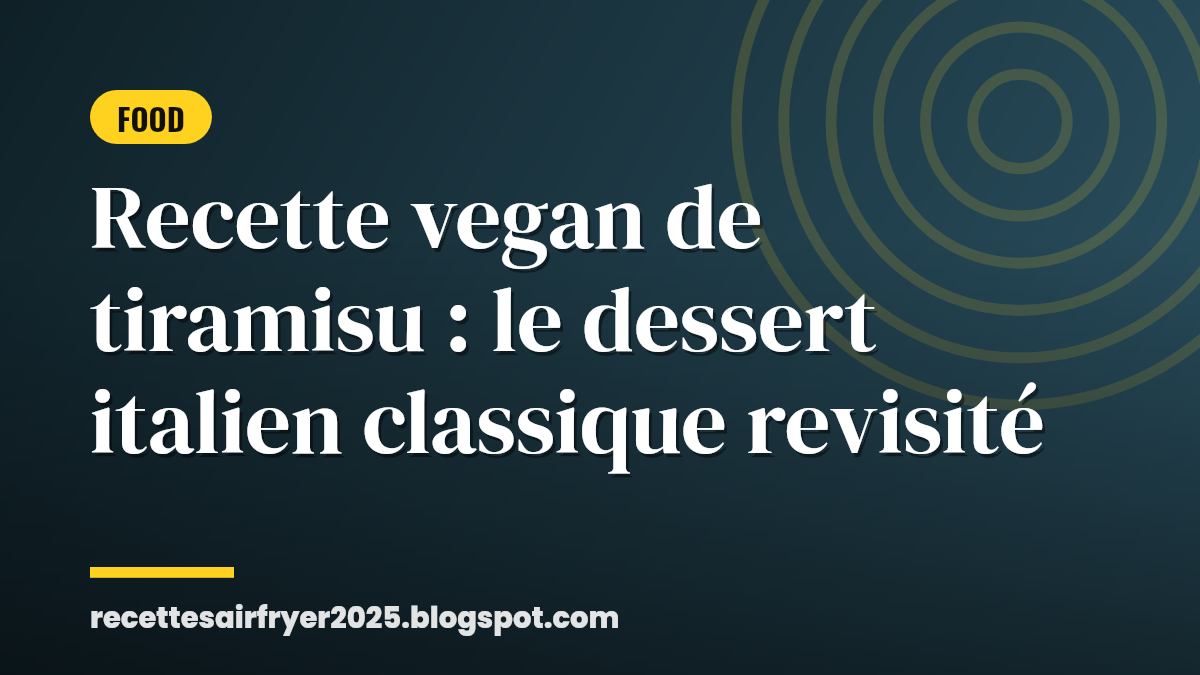 FOOD
Recette vegan de
tiramisu : le dessert
italien classique revisité
recettesairfryer2025.blogspot.com